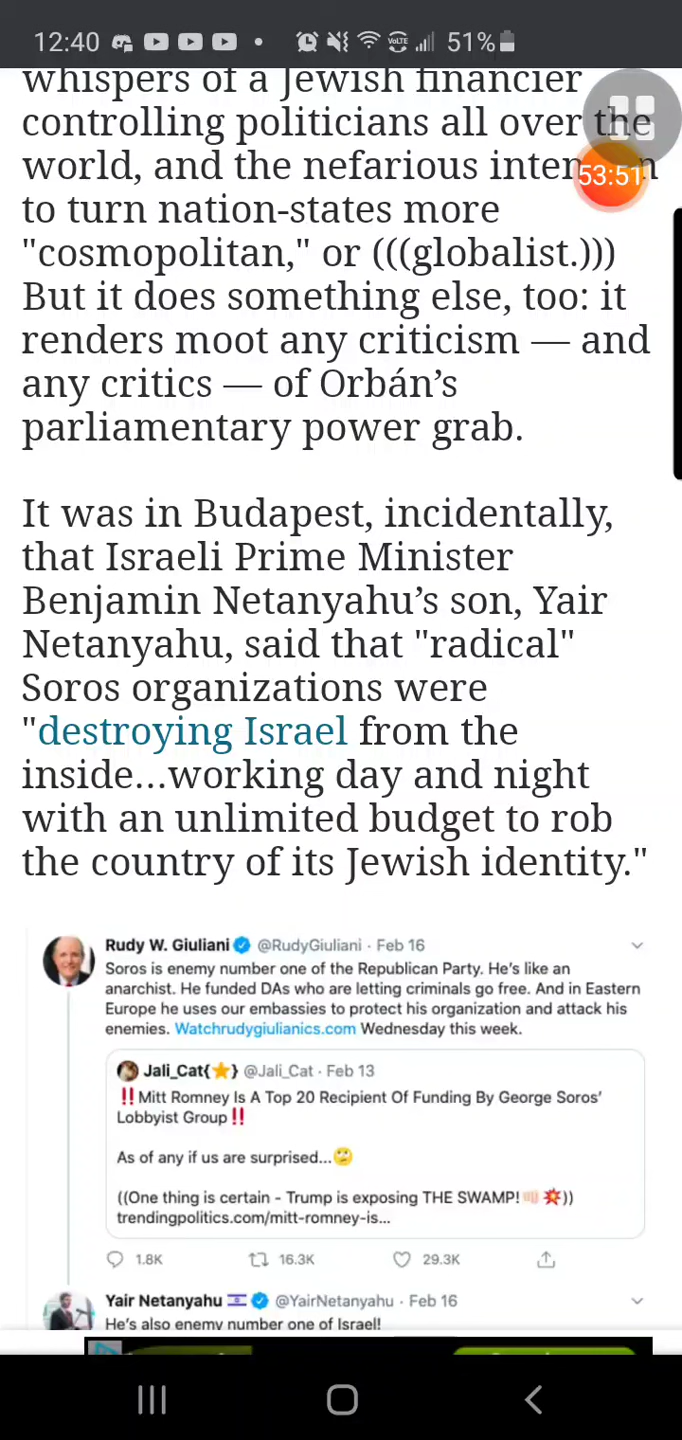 12:40
VoLTE
51%
whispers of a Jewish financier
controlling politicians all over the
world, and the nefarious
53:51
to turn nation-states more
"cosmopolitan," or (((globalist.)))
But it does something else, too: it
renders moot any criticism — and
any critics — of Orbán’s
parliamentary power grab.
It was in Budapest, incidentally,
that Israeli Prime Minister
Benjamin Netanyahu’s son, Yair
Netanyahu, said that "radical"
Soros organizations were
"destroying Israel from the
inside...working day and night
with an unlimited budget to rob
the country of its Jewish identity."
Rudy W. Giuliani @RudyGiuliani · Feb 16
Soros is enemy number one of the Republican Party. He's like an
anarchist. He funded DAs who are letting criminals go free. And in Eastern
Europe he uses our embassies to protect his organization and attack his
enemies. Watchrudygiulianics.com Wednesday this week.
Jali_Cat{⭐} @Jali_Cat · Feb 13
‼️Mitt Romney Is A Top 20 Recipient Of Funding By George Soros'
Lobbyist Group‼️
As of any if us are surprised...🙄
((One thing is certain - Trump is exposing THE SWAMP!👊🏻💥))
trendingpolitics.com/mitt-romney-is...
1.8K 16.3K 29.3K
Yair Netanyahu 🇮🇱 @YairNetanyahu · Feb 16
He's also enemy number one of Israel!